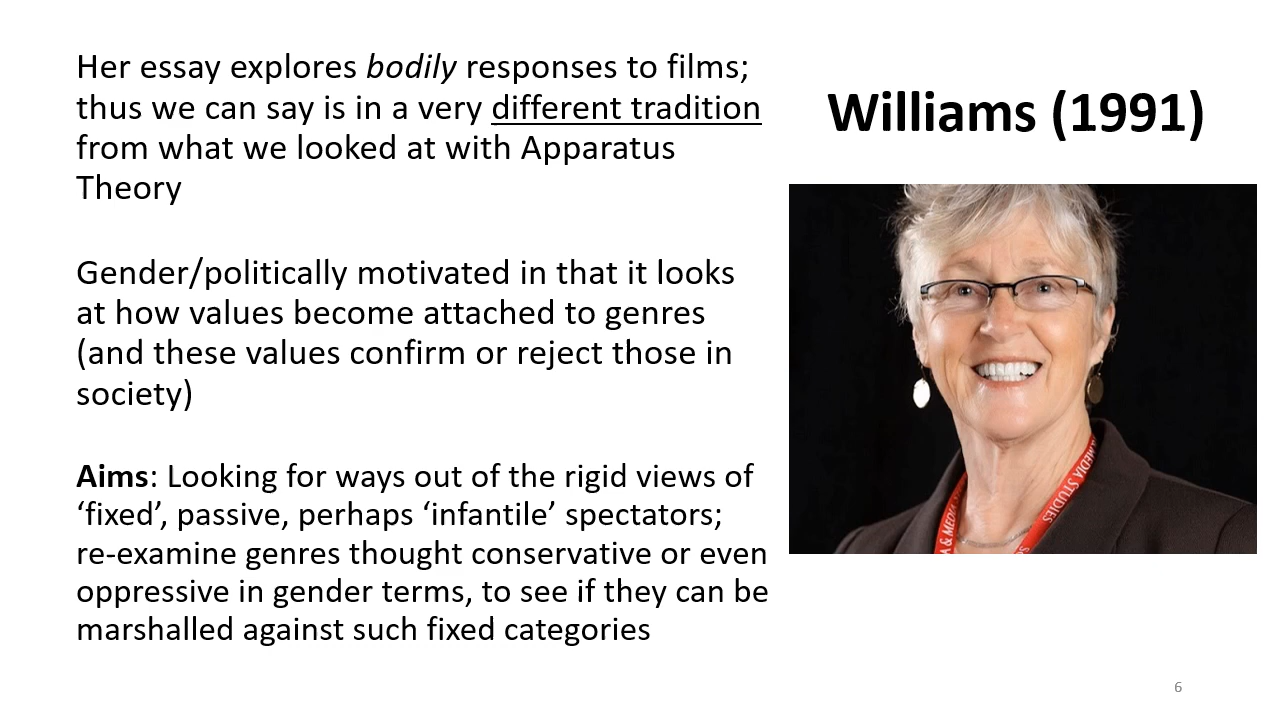 Her essay explores bodily responses to films;
thus we can say is in a very different tradition
from what we looked at with Apparatus
Theory
Gender/politically motivated in that it looks
at how values become attached to genres
(and these values confirm or reject those in
society)
Aims: Looking for ways out of the rigid views of
‘fixed’, passive, perhaps ‘infantile’ spectators;
re-examine genres thought conservative or even
oppressive in gender terms, to see if they can be
marshalled against such fixed categories
Williams (1991)
A & MEDIA
MEDIA STUDIES
6